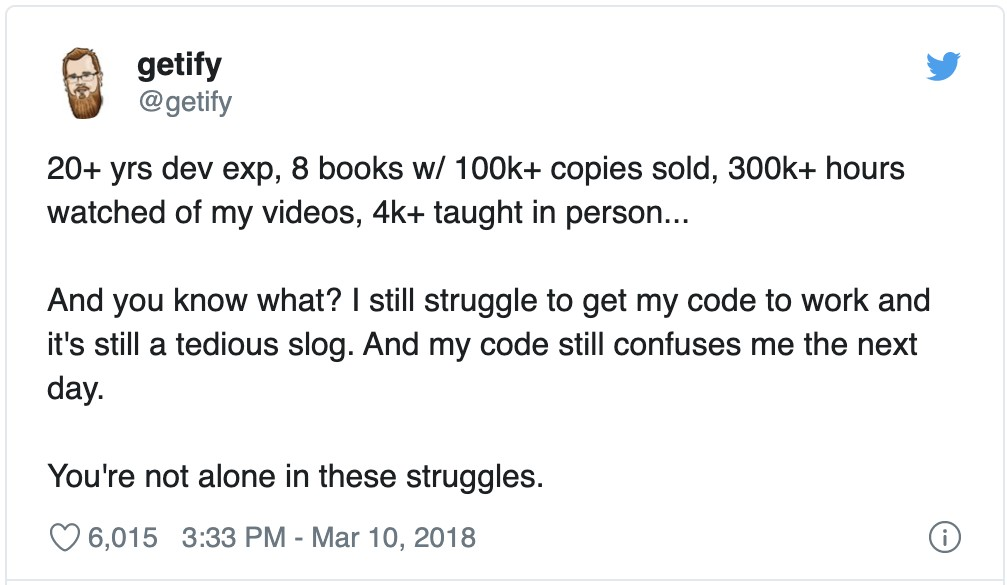 getify
@getify
20+ yrs dev exp, 8 books w/ 100k+ copies sold, 300k+ hours
watched of my videos, 4k+ taught in person...
And you know what? I still struggle to get my code to work and
it's still a tedious slog. And my code still confuses me the next
day.
You're not alone in these struggles.
6,015 3:33 PM - Mar 10, 2018